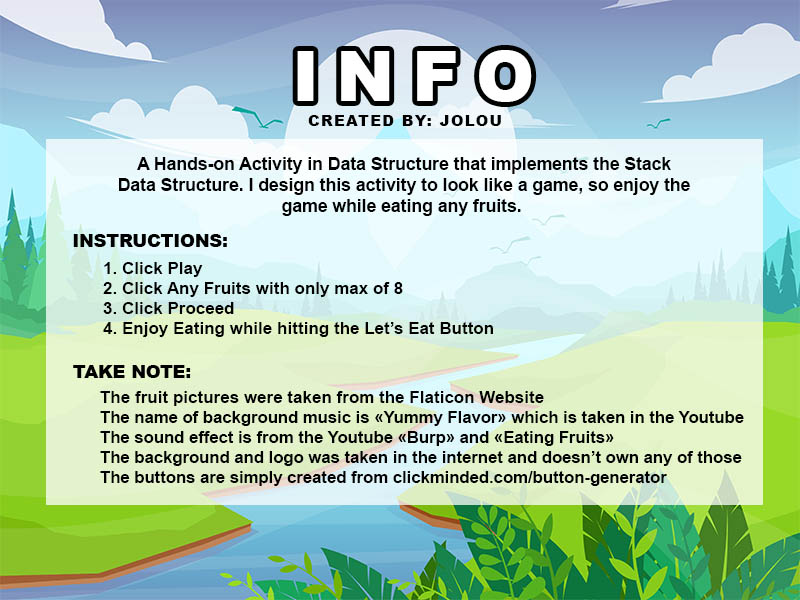 INFO
CREATED BY: JOLOU
A Hands-on Activity in Data Structure that implements the Stack
Data Structure. I design this activity to look like a game, so enjoy the
game while eating any fruits.
INSTRUCTIONS:
1. Click Play
2. Click Any Fruits with only max of 8
3. Click Proceed
4. Enjoy Eating while hitting the Let’s Eat Button
TAKE NOTE:
The fruit pictures were taken from the Flaticon Website
The name of background music is «Yummy Flavor» which is taken in the Youtube
The sound effect is from the Youtube «Burp» and «Eating Fruits»
The background and logo was taken in the internet and doesn’t own any of those
The buttons are simply created from clickminded.com/button-generator